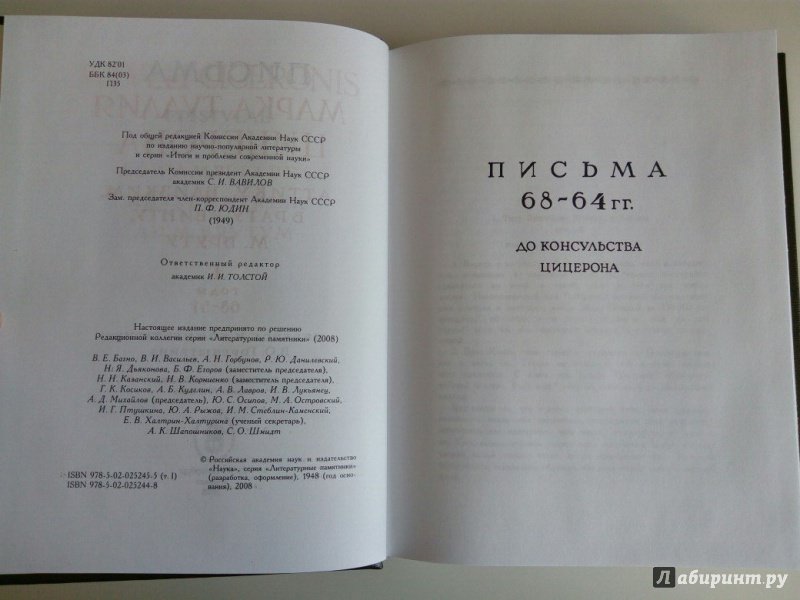 УДК 82'01
ББК 84(03)
П35
Под общей редакцией Комиссии Академии Наук СССР
по изданию научно-популярной литературы
и серии «Итоги и проблемы современной науки»
Председатель Комиссии президент Академии Наук СССР
академик С. И. ВАВИЛОВ
Зам. председателя член-корреспондент Академии Наук СССР
П. Ф. ЮДИН
(1949)
Ответственный редактор
академик И. И. ТОЛСТОЙ
Настоящее издание предпринято по решению
Редакционной коллегии серии «Литературные памятники» (2008)
В. Е. Багно, В. И. Васильев, А. Н. Горбунов, Р. Ю. Данилевский,
Н. Я. Дьяконова, Б. Ф. Егоров (заместитель председателя),
Н. Н. Казанский, Н. В. Корниенко (заместитель председателя),
Г. К. Косиков, А. Б. Куделин, А. В. Лавров, И. В. Лукьянец,
А. Д. Михайлов (председатель), Ю. С. Осипов, М. А. Островский,
И. Г. Птушкина, Ю. А. Рыжов, И. М. Стеблин-Каменский,
Е. В. Халтрин-Халтурина (ученый секретарь),
А. К. Шапошников, С. О. Шмидт
© Российская академия наук и издательство
«Наука», серия «Литературные памятники»
(разработка, оформление), 1948 (год осно-
вания), 2008
ISBN 978-5-02-025245-5 (т. I)
ISBN 978-5-02-025244-8
ПИСЬМА
68-64 гг.
ДО КОНСУЛЬСТВА
ЦИЦЕРОНА
Лабиринт.ру